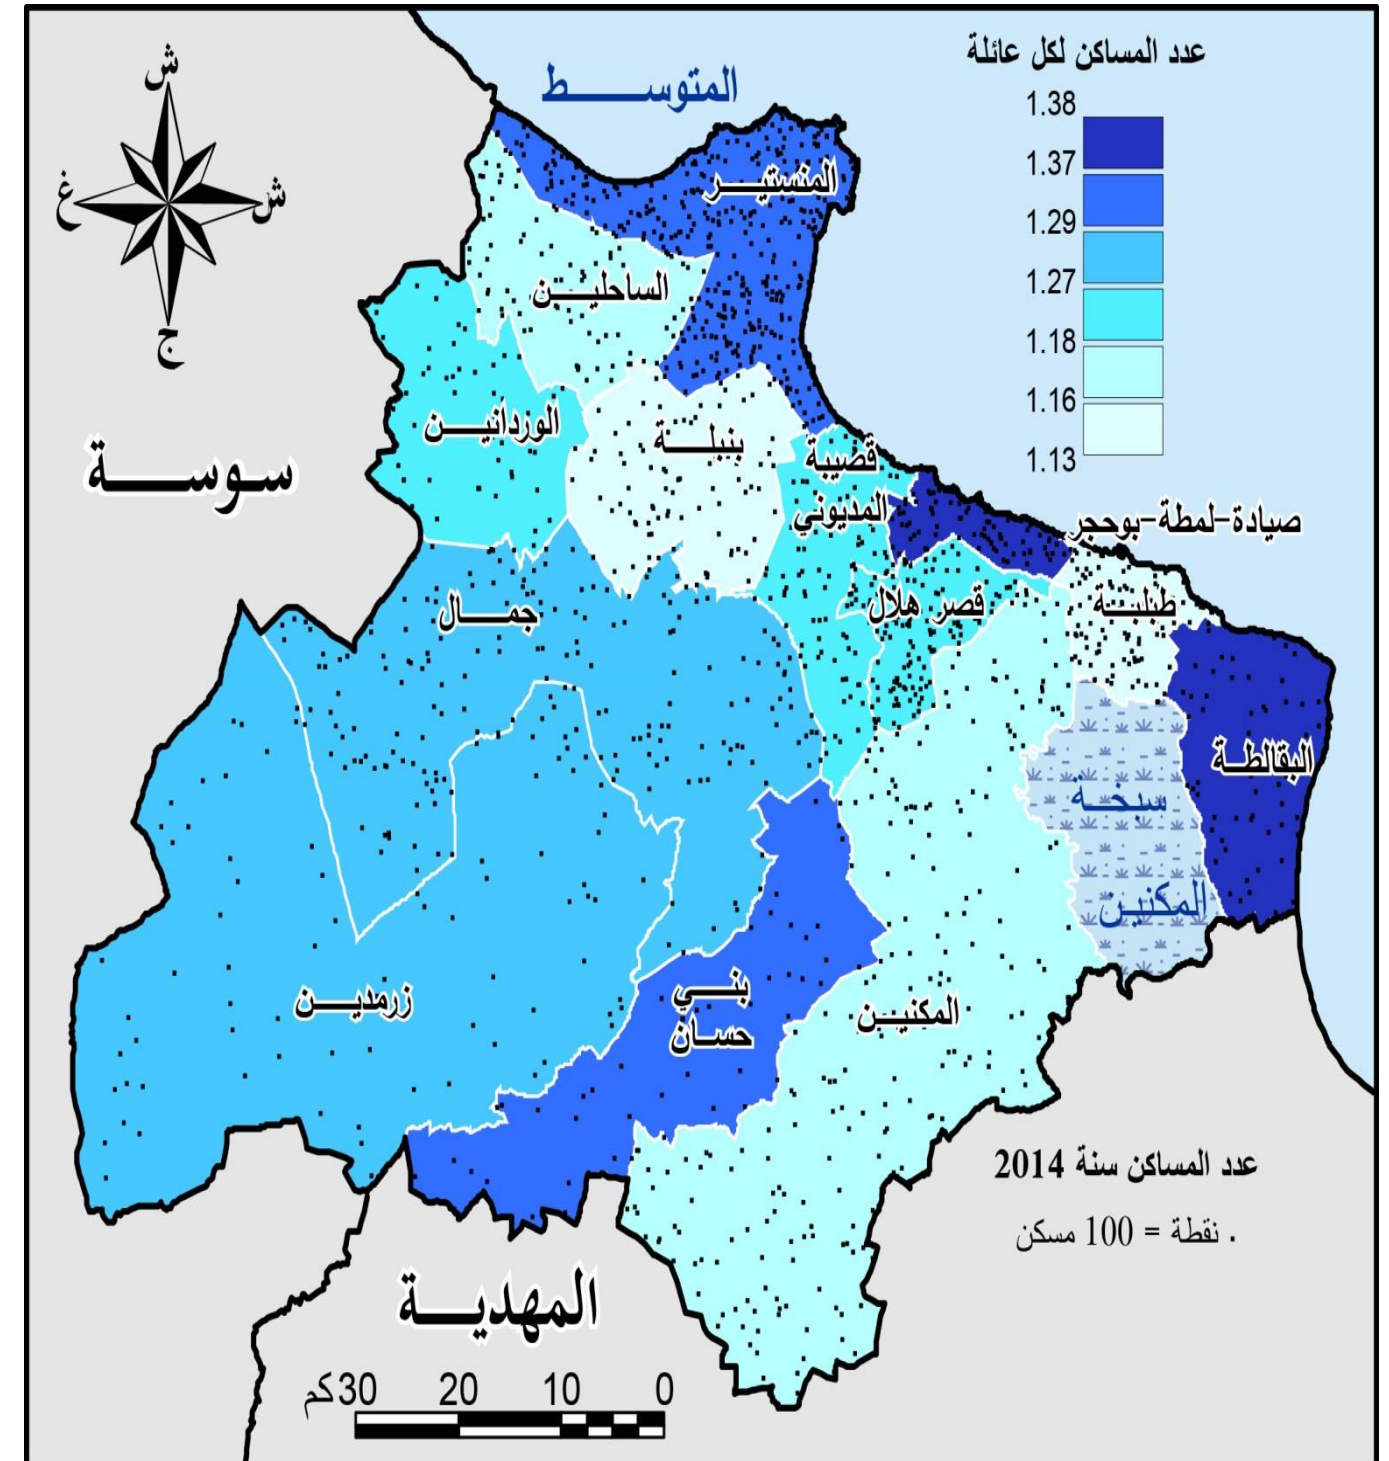 عدد المساكن لكل عائلة
1.38
1.37
1.29
1.27
1.18
1.16
1.13
المتوسط
ش
ش
غ
ج
المنستير
الساحلين
الوردانين
بنبلة
قصيبة
المديوني
صيادة-لمطة-بوحجر
سوسة
جمال
قصر هلال
طبلبة
البقالطة
سبخة
المكنين
زرمدين
بني
حسان
المكنين
عدد المساكن سنة 2014
. نقطة = 100 مسكن
المهدية
30 20 10 0 كم